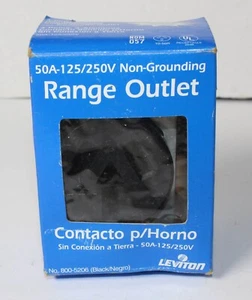 057
50A-125/250V Non-Grounding
Range Outlet
Contacto p/Horno
Sin Conexión a Tierra - 50A-125/250V
No. 800-5206 (Black/Negro)
LEVITON